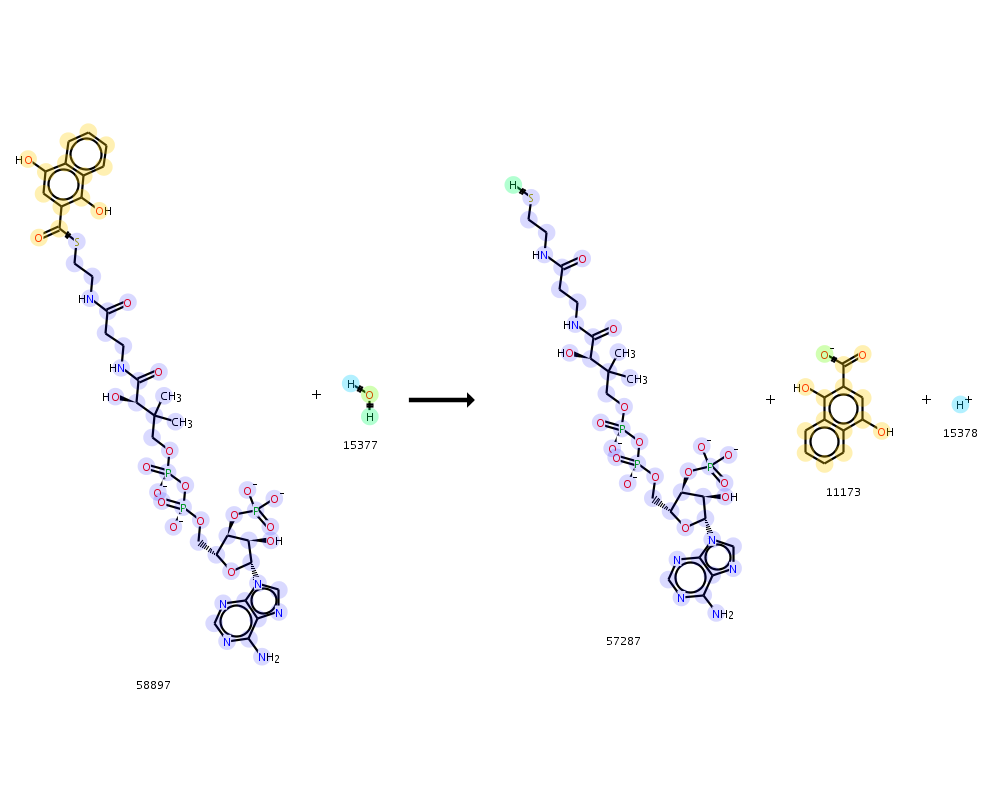 HO
OH
O
S
HN
O
HN
O
HO
CH3
CH3
O
O P O
O-
O P O
O-
O
O- O-
O P
O
OH
O
N
N
N
N
NH2
58897
+
H
O
H
15377
H
S
HN
O
HN
O
HO
CH3
CH3
O
O P O
O-
O P O
O-
O- O-
O P
O
OH
O
N
N
N
N
NH2
57287
+
O- O
HO
OH
11173
+
H+
15378